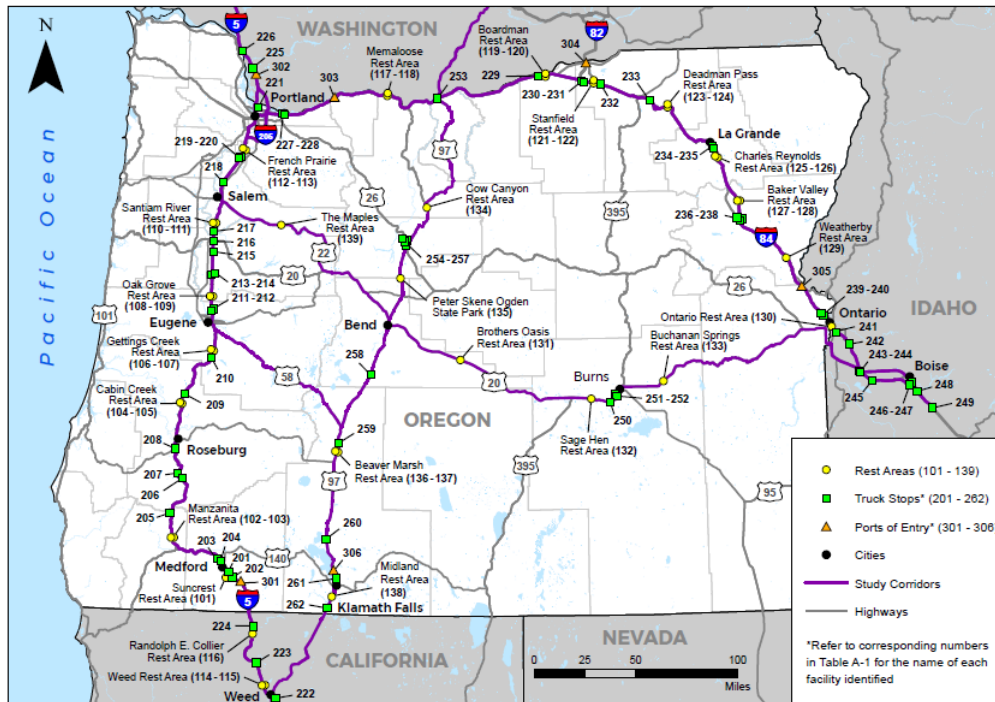 WASHINGTON
N
5
226
225
302
221
Portland
303
Memaloose
Rest Area
(117 - 118)
253
229
Boardman
Rest Area
(119 - 120)
304
82
230 - 231
Stanfield
Rest Area
(121 - 122)
232
233
Deadman Pass
Rest Area
(123 - 124)
La Grande
234 - 235
Charles Reynolds
Rest Area (125 - 126)
Baker Valley
Rest Area
(127 - 128)
236 - 238
84
Weatherby
Rest Area
(129)
305
219 - 220
205
227 - 228
French Prairie
Rest Area
(112 - 113)
218
Salem
Santiam River
Rest Area
(110 - 111)
217
216
215
The Maples
Rest Area
(139)
22
20
26
97
Cow Canyon
Rest Area
(134)
395
254 - 257
213 - 214
Oak Grove
Rest Area
(108 - 109)
211 - 212
101
Pacific Ocean
Eugene
Gettings Creek
Rest Area
(106 - 107)
210
58
Bend
Peter Skene Ogden
State Park (135)
Brothers Oasis
Rest Area
(131)
258
20
Buchanan Springs
Rest Area
(133)
26
Ontario Rest Area (130)
239 - 240
Ontario
241
242
243 - 244
IDAHO
Boise
245
246 - 247
248
249
Cabin Creek
Rest Area
(104 - 105)
209
OREGON
Burns
251 - 252
250
Sage Hen
Rest Area
(132)
395
95
208
Roseburg
207
206
205
Manzanita
Rest Area (102 - 103)
259
Beaver Marsh
Rest Area
(136 - 137)
97
260
203
204
201
202
140
Medford
Suncrest
Rest Area
(101)
301
5
306
261
Midland
Rest Area
(138)
262
Klamath Falls
224
Randolph E. Collier
Rest Area
(116)
223
Weed Rest Area (114 - 115)
Weed
222
CALIFORNIA
NEVADA
0 25 50 100
Miles
Rest Areas (101 - 139)
Truck Stops* (201 - 262)
Ports of Entry* (301 - 306)
Cities
Study Corridors
Highways
*Refer to corresponding numbers
in Table A-1 for the name of each
facility identified